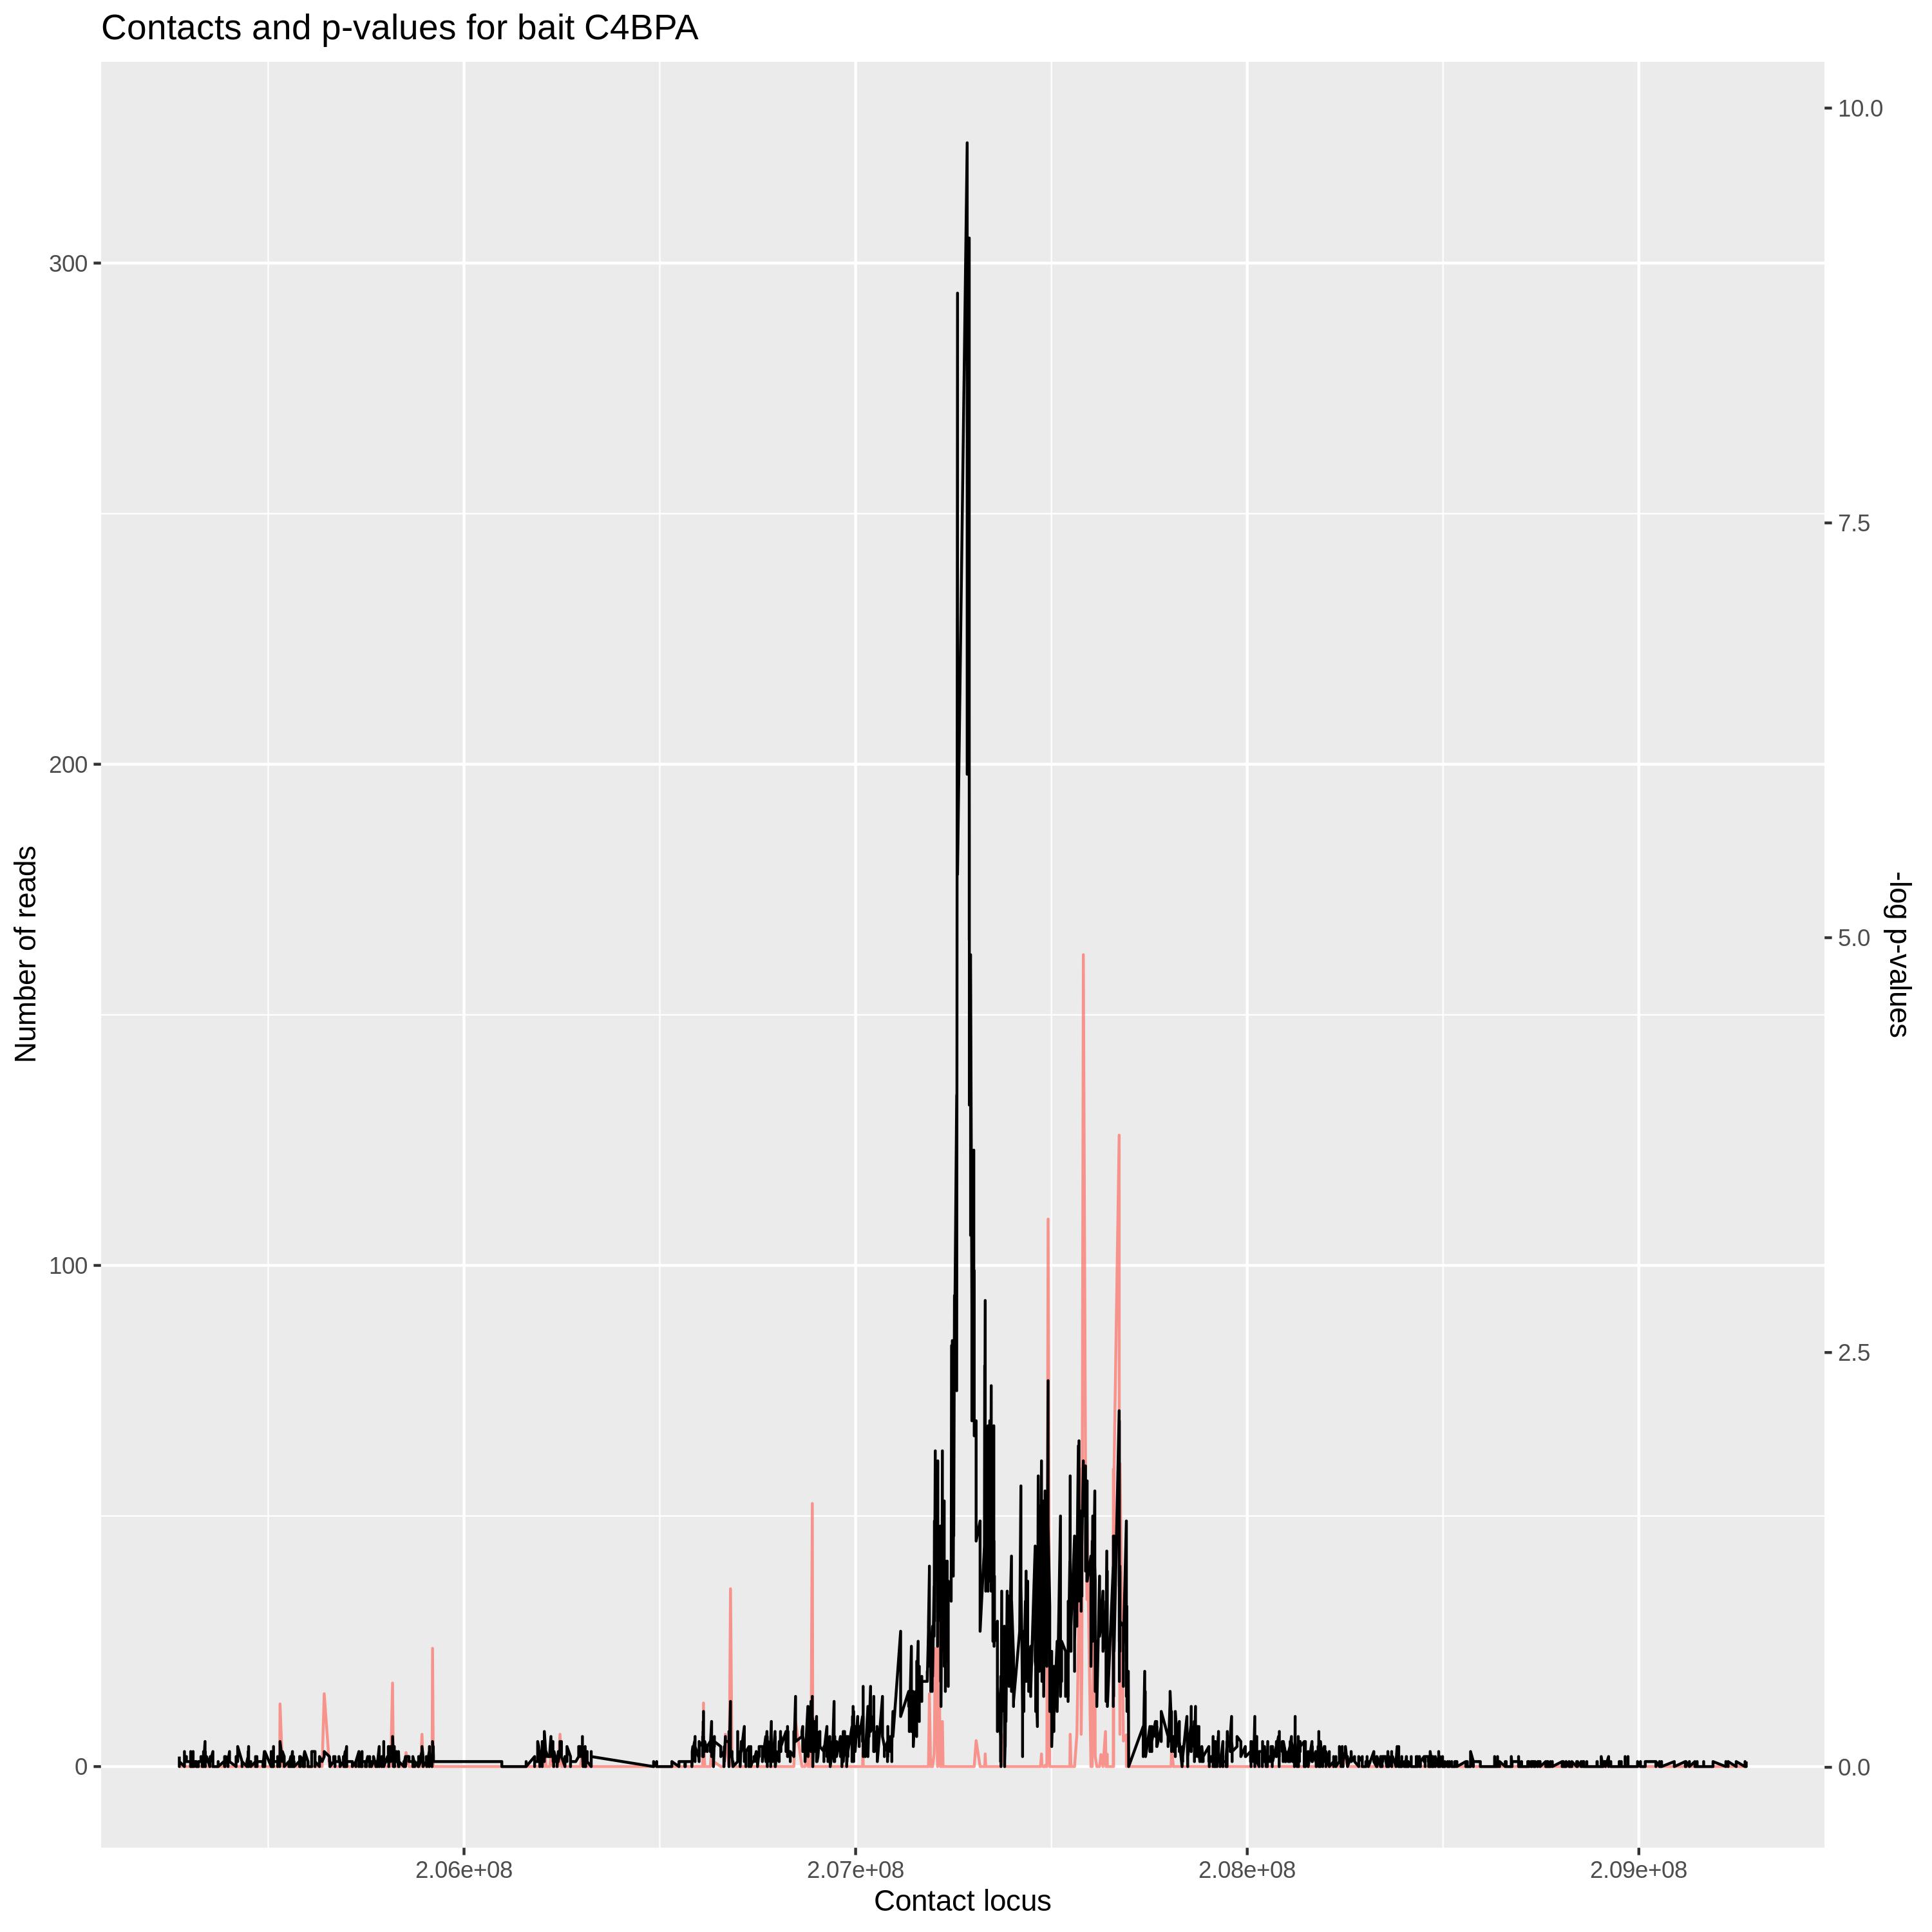 Contacts and p-values for bait C4BPA
Number of reads
300
200
100
0
10.0
7.5
5.0
2.5
0.0
-log p-values
2.06e+08
2.07e+08
2.08e+08
2.09e+08
Contact locus